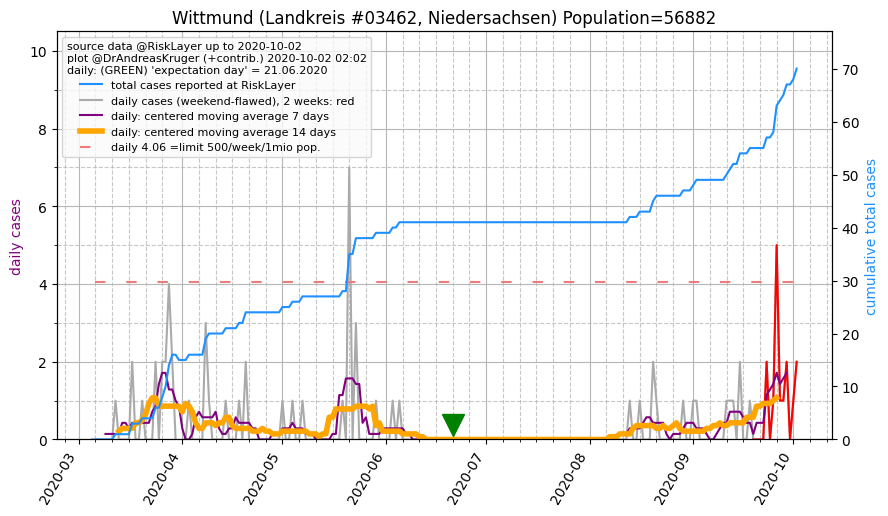 Wittmund (Landkreis #03462, Niedersachsen) Population=56882
source data @RiskLayer up to 2020-10-02
plot @DrAndreasKruger (+contrib.) 2020-10-02 02:02
daily: (GREEN) 'expectation day' = 21.06.2020
total cases reported at RiskLayer
daily cases (weekend-flawed), 2 weeks: red
daily: centered moving average 7 days
daily: centered moving average 14 days
daily 4.06 =limit 500/week/1mio pop.
daily cases
10
8
6
4
2
0
cumulative total cases
70
60
50
40
30
20
10
0
2020-03
2020-04
2020-05
2020-06
2020-07
2020-08
2020-09
2020-10